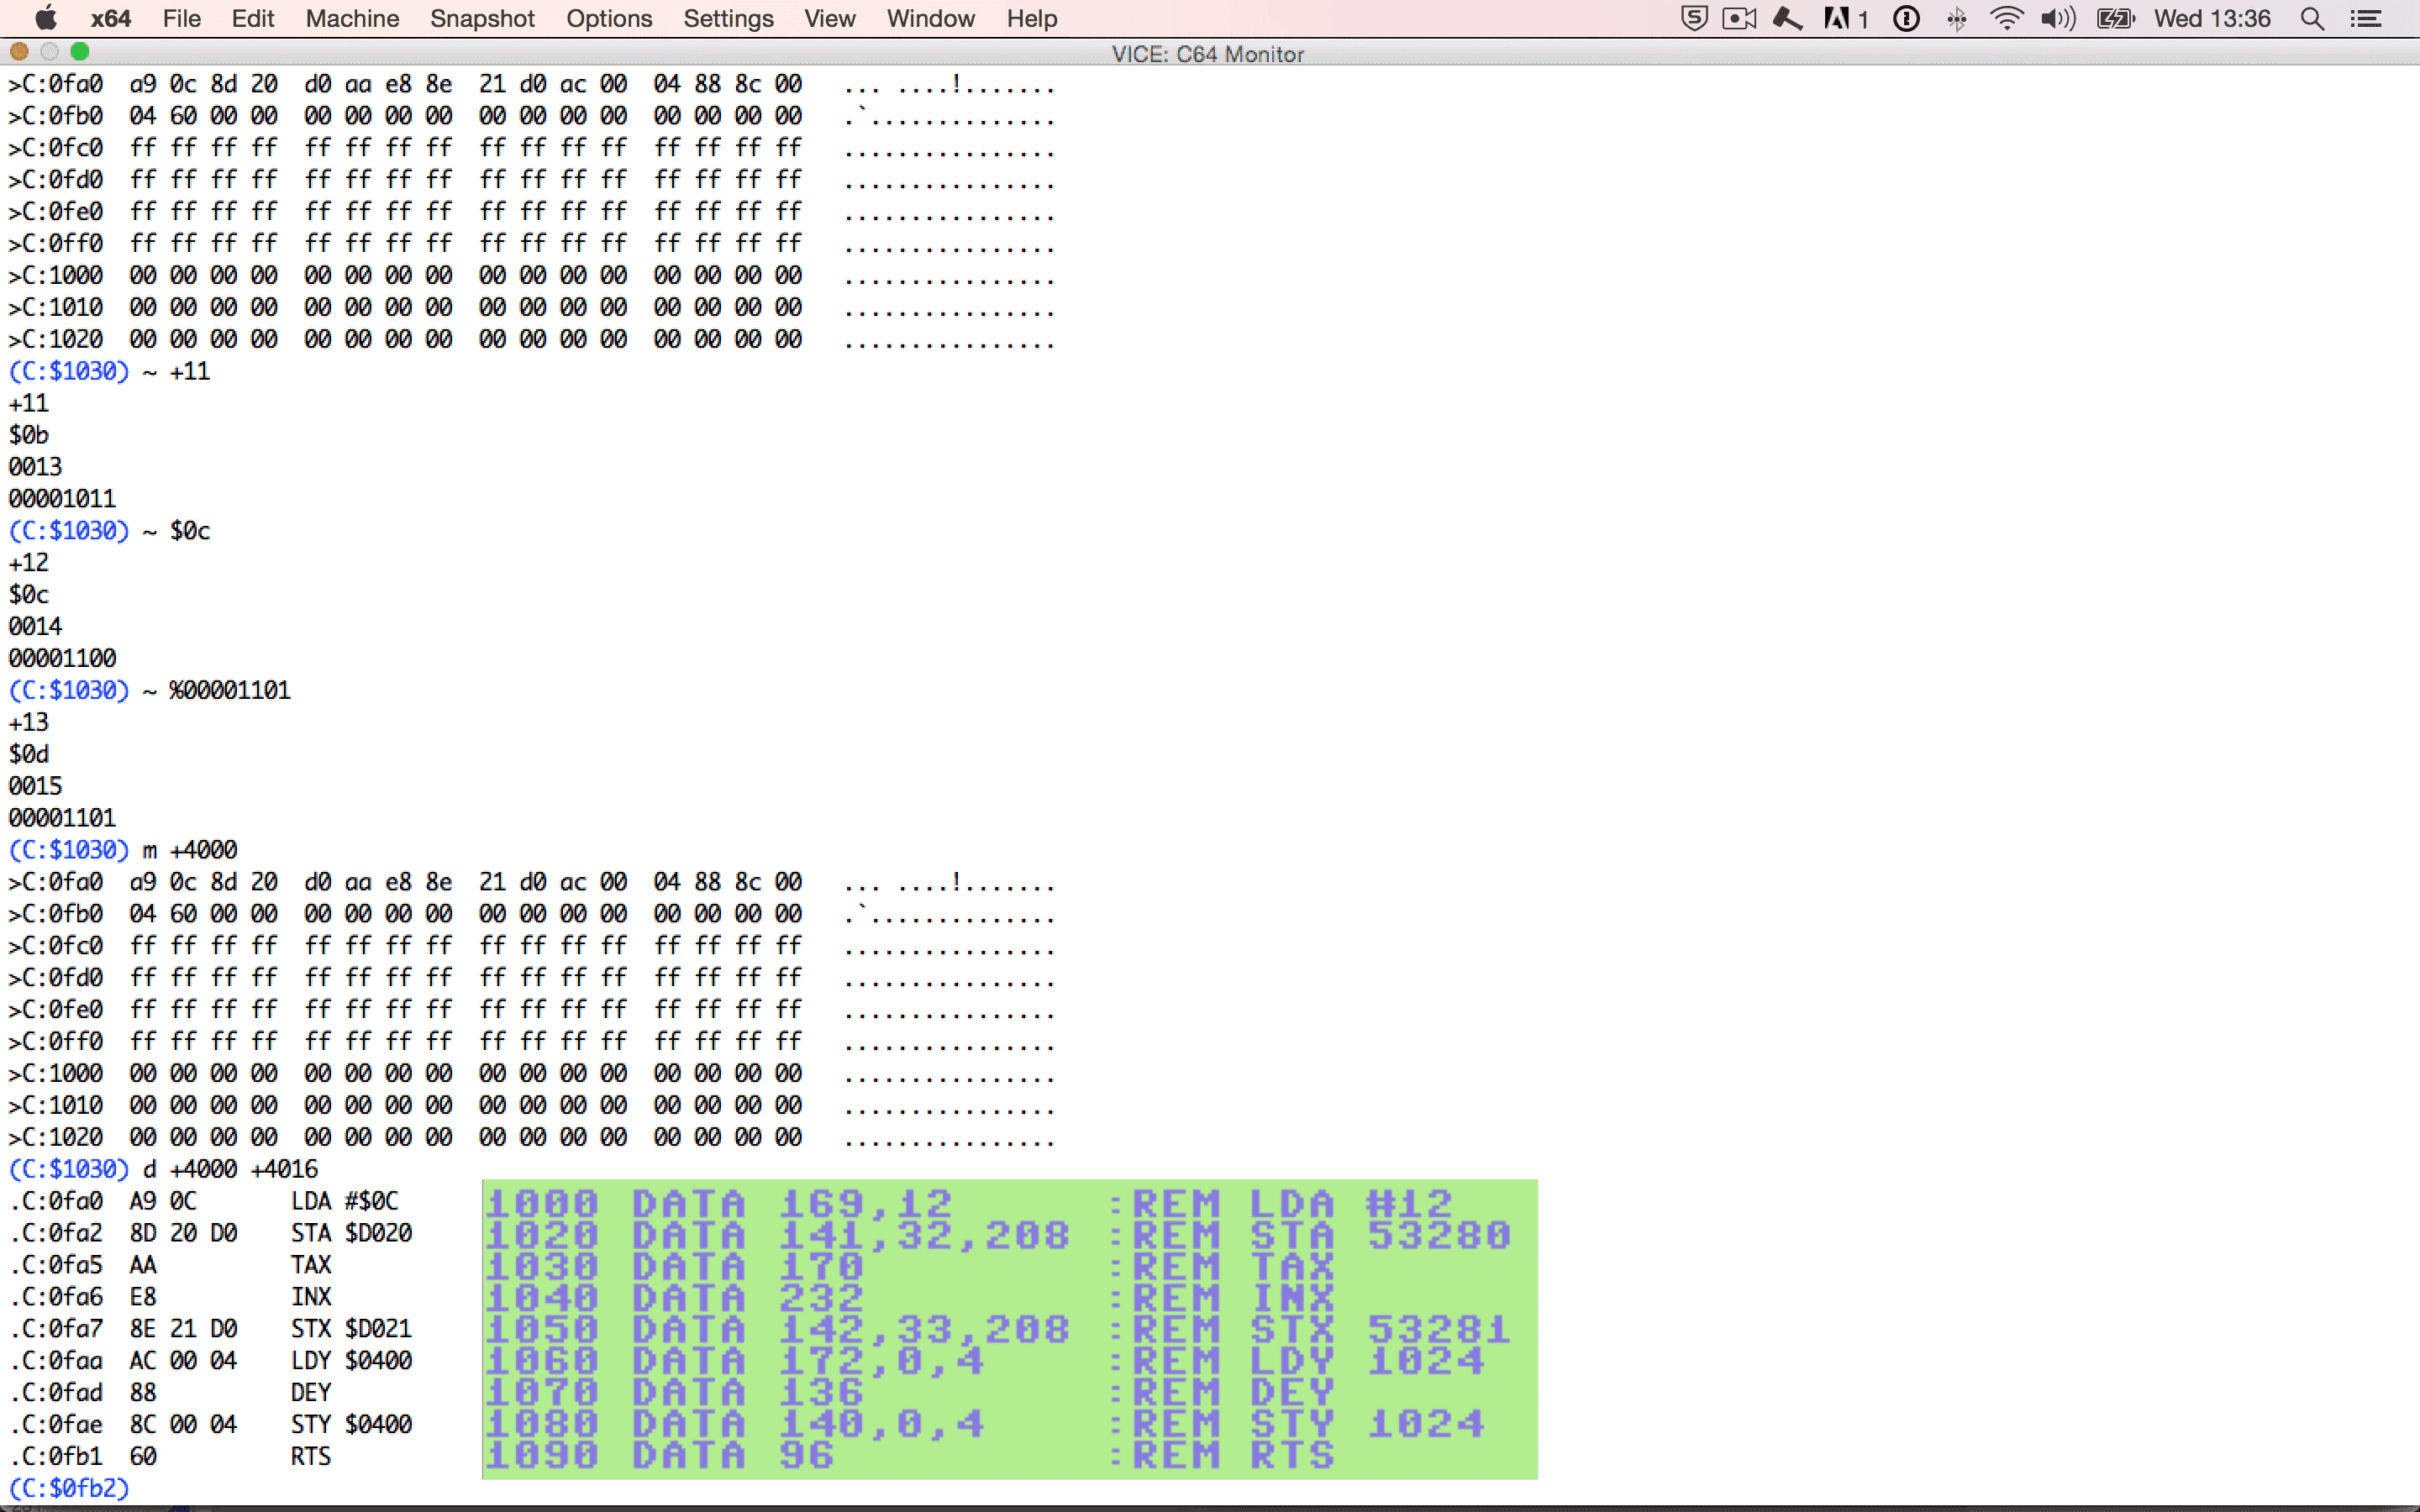 x64 File Edit Machine Snapshot Options Settings View Window Help 1 Wed 13:36
VICE: C64 Monitor
>C:0fa0  a9 0c 8d 20  d0 aa e8 8e  21 d0 ac 00  04 88 8c 00   ... ....!.......
>C:0fb0  04 60 00 00  00 00 00 00  00 00 00 00  00 00 00 00   .`..............
>C:0fc0  ff ff ff ff  ff ff ff ff  ff ff ff ff  ff ff ff ff   ................
>C:0fd0  ff ff ff ff  ff ff ff ff  ff ff ff ff  ff ff ff ff   ................
>C:0fe0  ff ff ff ff  ff ff ff ff  ff ff ff ff  ff ff ff ff   ................
>C:0ff0  ff ff ff ff  ff ff ff ff  ff ff ff ff  ff ff ff ff   ................
>C:1000  00 00 00 00  00 00 00 00  00 00 00 00  00 00 00 00   ................
>C:1010  00 00 00 00  00 00 00 00  00 00 00 00  00 00 00 00   ................
>C:1020  00 00 00 00  00 00 00 00  00 00 00 00  00 00 00 00   ................
(C:$1030) ~ +11
+11
$0b
0013
00001011
(C:$1030) ~ $0c
+12
$0c
0014
00001100
(C:$1030) ~ %00001101
+13
$0d
0015
00001101
(C:$1030) m +4000
>C:0fa0  a9 0c 8d 20  d0 aa e8 8e  21 d0 ac 00  04 88 8c 00   ... ....!.......
>C:0fb0  04 60 00 00  00 00 00 00  00 00 00 00  00 00 00 00   .`..............
>C:0fc0  ff ff ff ff  ff ff ff ff  ff ff ff ff  ff ff ff ff   ................
>C:0fd0  ff ff ff ff  ff ff ff ff  ff ff ff ff  ff ff ff ff   ................
>C:0fe0  ff ff ff ff  ff ff ff ff  ff ff ff ff  ff ff ff ff   ................
>C:0ff0  ff ff ff ff  ff ff ff ff  ff ff ff ff  ff ff ff ff   ................
>C:1000  00 00 00 00  00 00 00 00  00 00 00 00  00 00 00 00   ................
>C:1010  00 00 00 00  00 00 00 00  00 00 00 00  00 00 00 00   ................
>C:1020  00 00 00 00  00 00 00 00  00 00 00 00  00 00 00 00   ................
(C:$1030) d +4000 +4016
.C:0fa0  A9 0C       LDA #$0C
.C:0fa2  8D 20 D0    STA $D020
.C:0fa5  AA          TAX
.C:0fa6  E8          INX
.C:0fa7  8E 21 D0    STX $D021
.C:0faa  AC 00 04    LDY $0400
.C:0fad  88          DEY
.C:0fae  8C 00 04    STY $0400
.C:0fb1  60          RTS
(C:$0fb2)
1000 DATA 169,12 :REM LDA #12
1020 DATA 141,32,208 :REM STA 53280
1030 DATA 170 :REM TAX
1040 DATA 232 :REM INX
1050 DATA 142,33,208 :REM STX 53281
1060 DATA 172,0,4 :REM LDY 1024
1070 DATA 136 :REM DEY
1080 DATA 140,0,4 :REM STY 1024
1090 DATA 96 :REM RTS